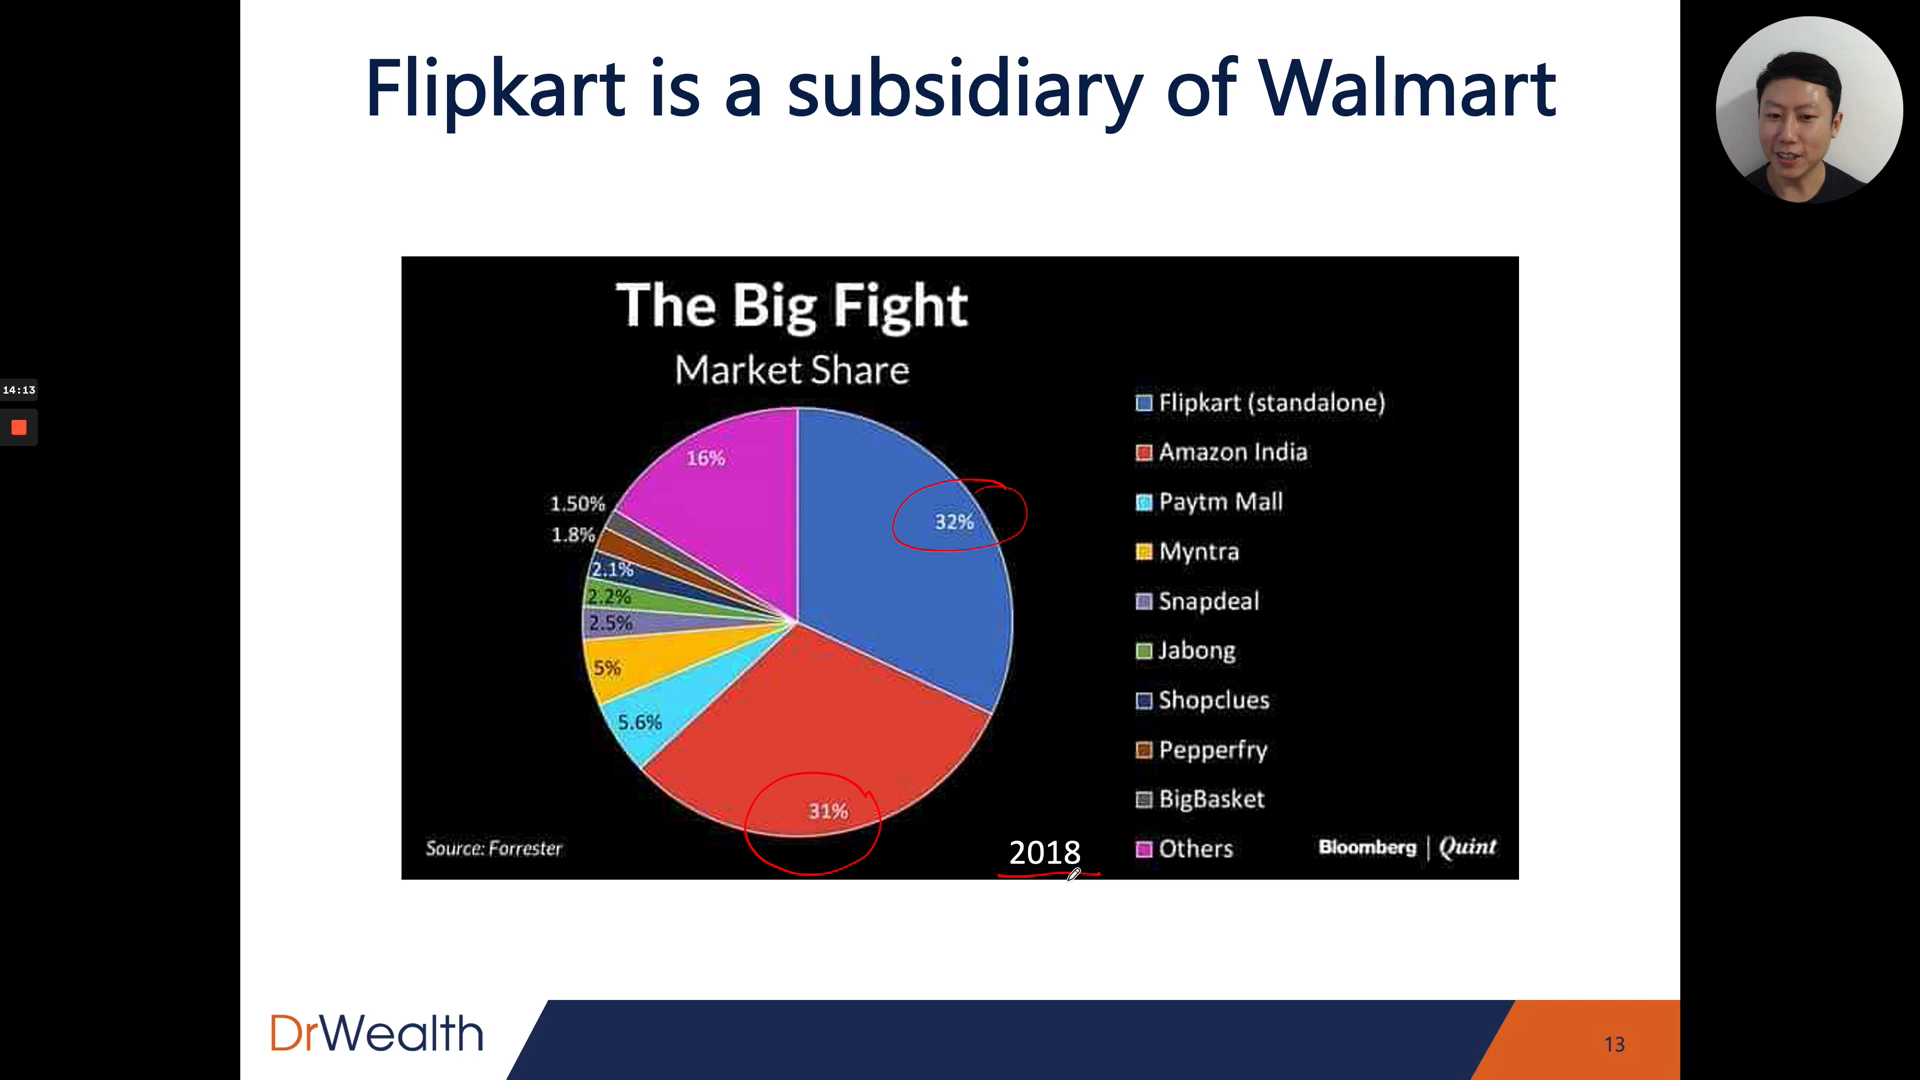 Flipkart is a subsidiary of Walmart
The Big Fight
Market Share
16%
1.50%
1.8%
2.1%
2.2%
2.5%
5%
5.6%
31%
32%
Flipkart (standalone)
Amazon India
Paytm Mall
Myntra
Snapdeal
Jabong
Shopclues
Pepperfry
BigBasket
Others
Source: Forrester
2018
Bloomberg | Quint
14:13
DrWealth
13